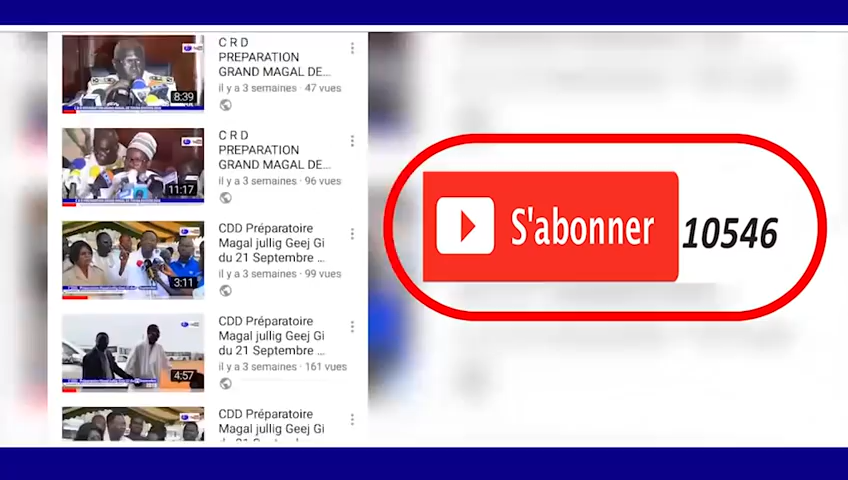 C R D
PREPARATION
GRAND MAGAL DE...
il y a 3 semaines · 47 vues
8:39
C R D
PREPARATION
GRAND MAGAL DE...
il y a 3 semaines · 96 vues
11:17
CDD Préparatoire
Magal jullig Geej Gi
du 21 Septembre ...
il y a 3 semaines · 99 vues
3:11
CDD Préparatoire
Magal jullig Geej Gi
du 21 Septembre ...
il y a 3 semaines · 161 vues
4:57
CDD Préparatoire
Magal jullig Geej Gi
S'abonner 10546